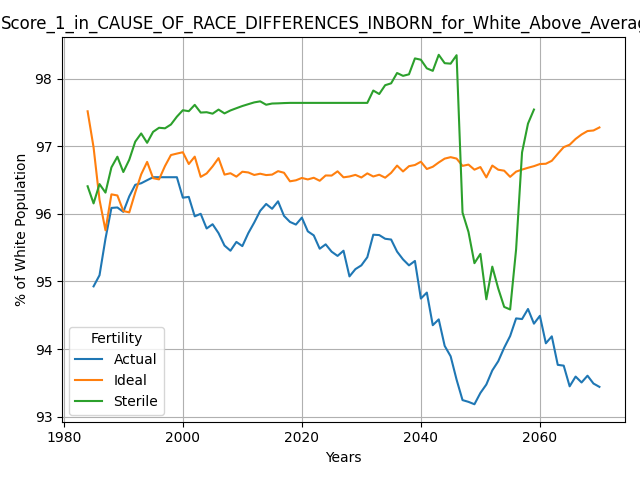 Score_1_in_CAUSE_OF_RACE_DIFFERENCES_INBORN_for_White_Above_Averag
98
97
96
95
94
93
% of White Population
Fertility
Actual
Ideal
Sterile
1980 2000 2020 2040 2060
Years